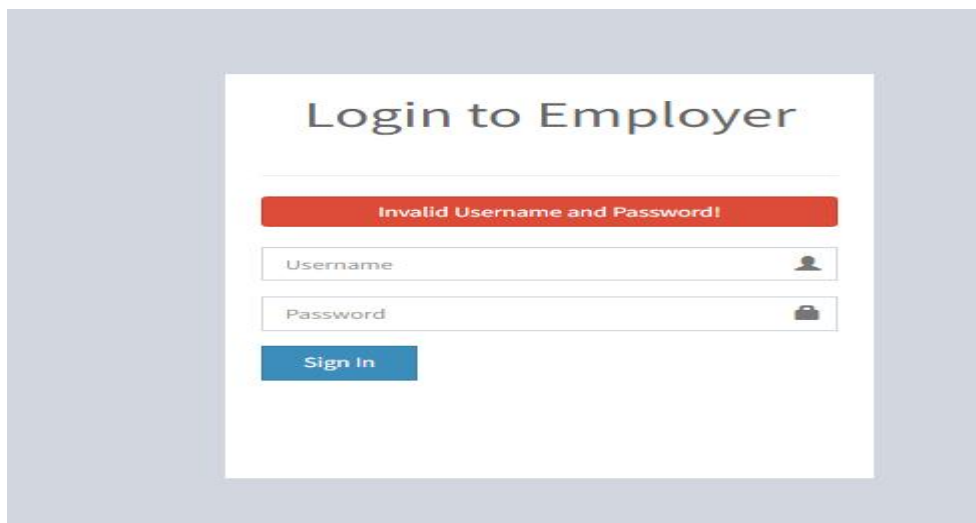 Login to Employer
Invalid Username and Password!
Username
Password
Sign In